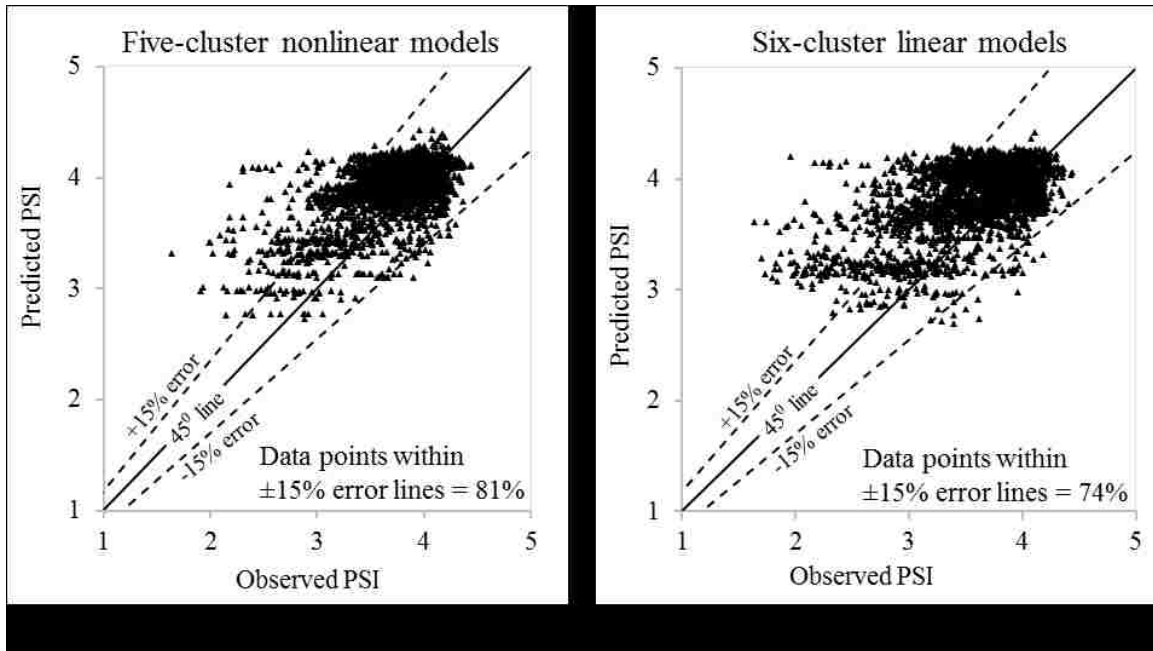 Five-cluster nonlinear models
5
4
3
2
1
Predicted PSI
+15% error
45⁰ line
-15% error
Data points within
±15% error lines = 81%
1 2 3 4 5
Observed PSI
Six-cluster linear models
5
4
3
2
1
Predicted PSI
+15% error
45⁰ line
-15% error
Data points within
±15% error lines = 74%
1 2 3 4 5
Observed PSI